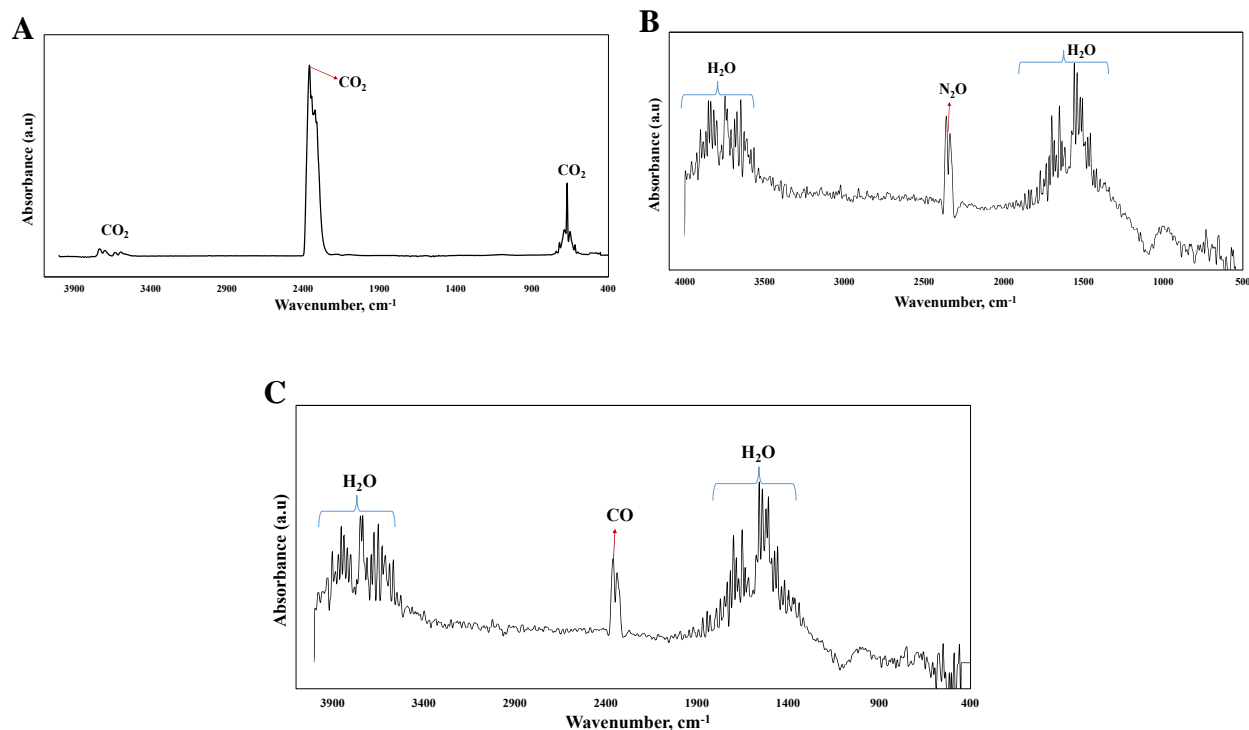 A
CO₂
CO₂
CO₂
Absorbance (a.u)
3900 3400 2900 2400 1900 1400 900 400
Wavenumber, cm⁻¹
B
H₂O
H₂O
N₂O
Absorbance (a.u)
4000 3500 3000 2500 2000 1500 1000 500
Wavenumber, cm⁻¹
C
H₂O
H₂O
CO
Absorbance (a.u)
3900 3400 2900 2400 1900 1400 900 400
Wavenumber, cm⁻¹